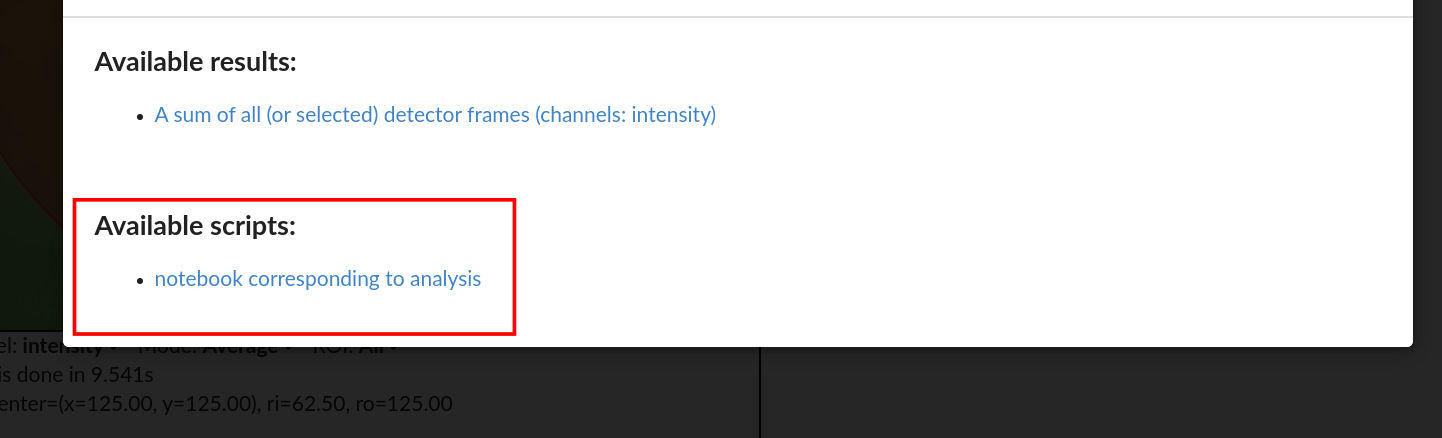 Available results:
A sum of all (or selected) detector frames (channels: intensity)
Available scripts:
notebook corresponding to analysis
el: intensity Mode: Average ROI: All
is done in 9.541s
enter=(x=125.00, y=125.00), ri=62.50, ro=125.00